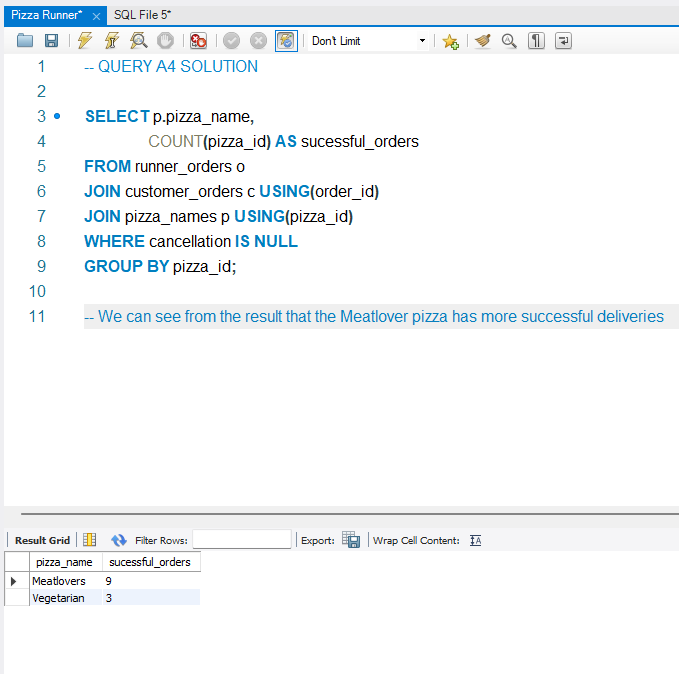 Pizza Runner* × SQL File 5*
Don't Limit
1 -- QUERY A4 SOLUTION
2
3 SELECT p.pizza_name,
4 COUNT(pizza_id) AS sucessful_orders
5 FROM runner_orders o
6 JOIN customer_orders c USING(order_id)
7 JOIN pizza_names p USING(pizza_id)
8 WHERE cancellation IS NULL
9 GROUP BY pizza_id;
10
11 -- We can see from the result that the Meatlover pizza has more successful deliveries
Result Grid Filter Rows: Export: Wrap Cell Content: IA
pizza_name sucessful_orders
Meatlovers 9
Vegetarian 3